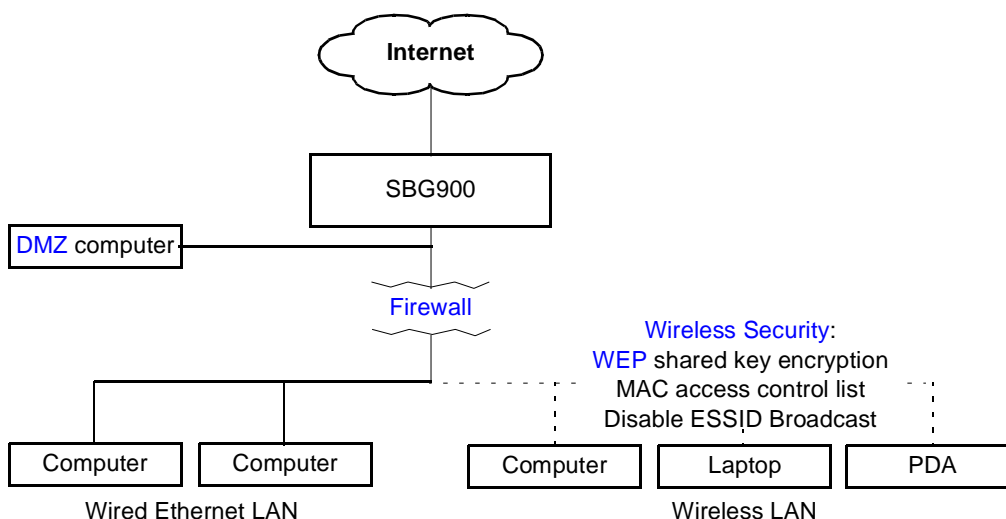 Internet
SBG900
DMZ computer
Firewall
Wireless Security:
WEP shared key encryption
MAC access control list
Disable ESSID Broadcast
Computer
Computer
Computer
Laptop
PDA
Wired Ethernet LAN
Wireless LAN